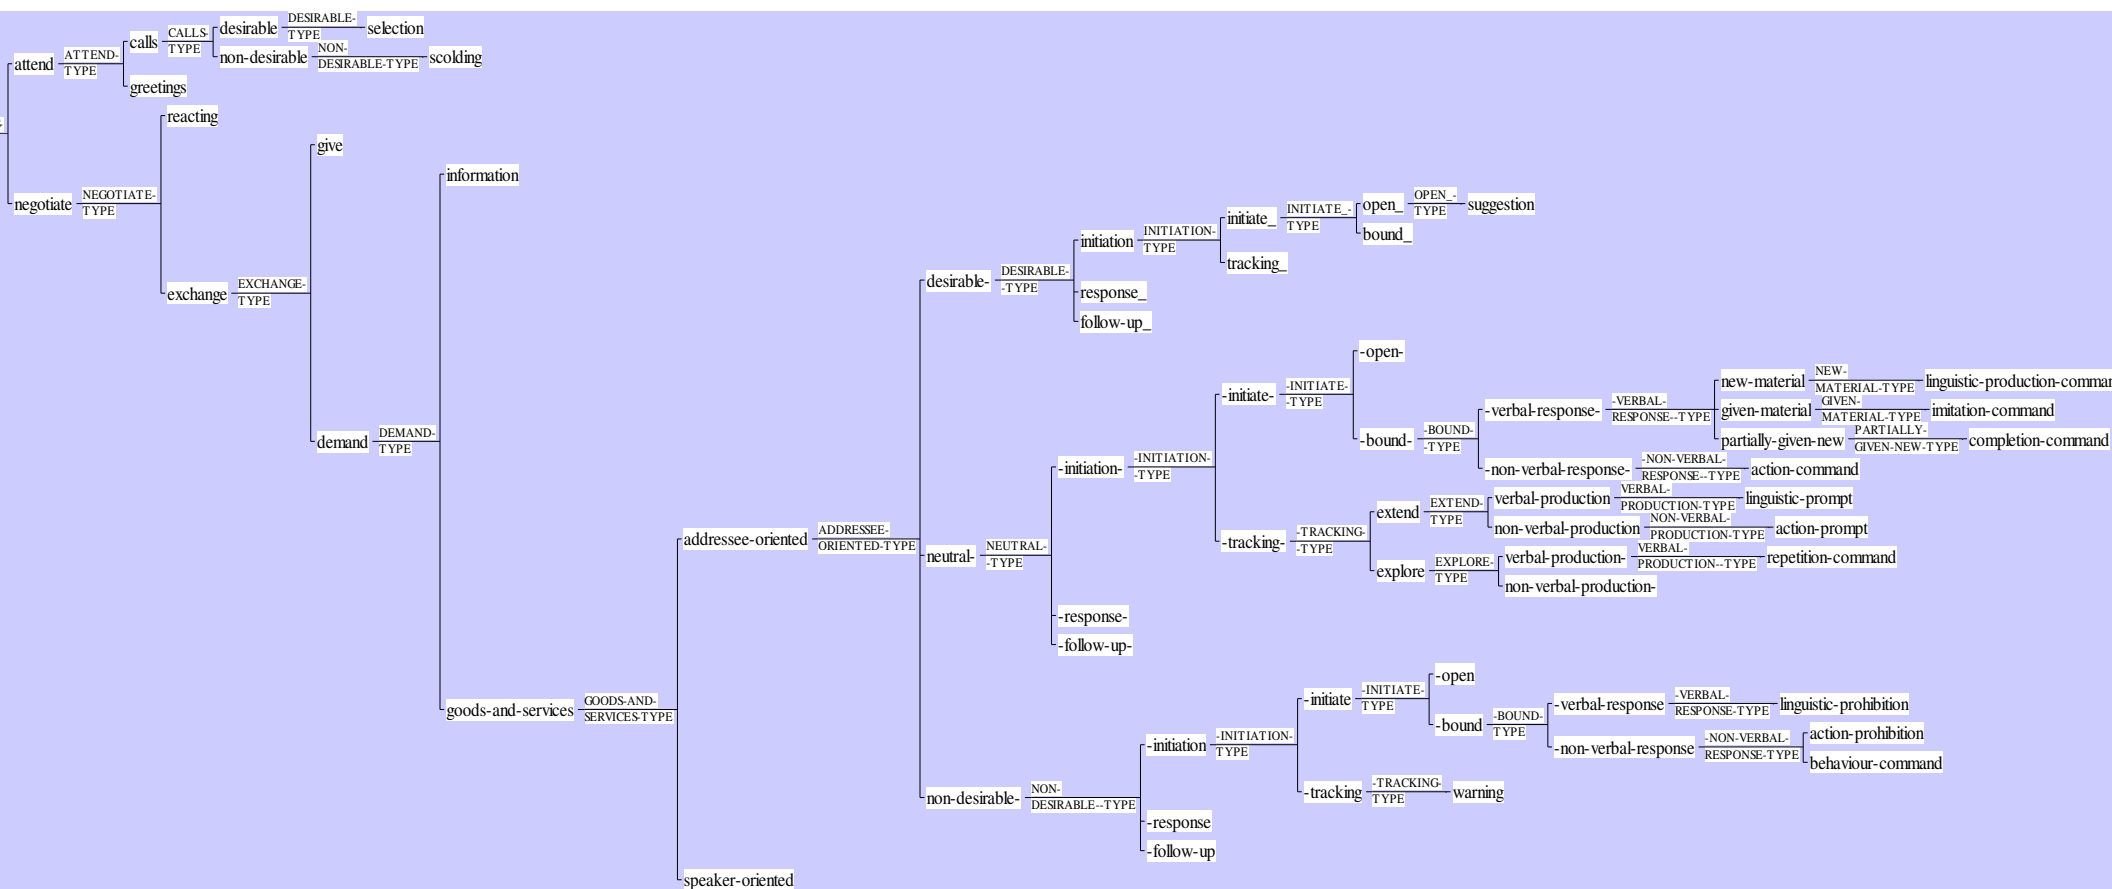 attend
ATTEND-
TYPE
calls
CALLS-
TYPE
desirable
DESIRABLE-
TYPE
selection
non-desirable
NON-
DESIRABLE-TYPE
scolding
greetings
negotiate
NEGOTIATE-
TYPE
reacting
exchange
EXCHANGE-
TYPE
give
demand
DEMAND-
TYPE
information
goods-and-services
GOODS-AND-
SERVICES-TYPE
addressee-oriented
ADDRESSEE-
ORIENTED-TYPE
desirable-
DESIRABLE-
-TYPE
initiation
INITIATION-
TYPE
initiate_
INITIATE_-
TYPE
open_
OPEN_-
TYPE
suggestion
bound_
tracking_
response_
follow-up_
neutral-
NEUTRAL-
-TYPE
-initiation-
-INITIATION-
-TYPE
-initiate-
-INITIATE-
-TYPE
-open-
-bound-
-BOUND-
-TYPE
-verbal-response-
-VERBAL-
RESPONSE--TYPE
new-material
NEW-
MATERIAL-TYPE
linguistic-production-comma
given-material
GIVEN-
MATERIAL-TYPE
imitation-command
partially-given-new
PARTIALLY-
GIVEN-NEW-TYPE
completion-command
-non-verbal-response-
-NON-VERBAL-
RESPONSE--TYPE
action-command
-tracking-
-TRACKING-
-TYPE
extend
EXTEND-
TYPE
verbal-production
VERBAL-
PRODUCTION-TYPE
linguistic-prompt
non-verbal-production
NON-VERBAL-
PRODUCTION-TYPE
action-prompt
explore
EXPLORE-
TYPE
verbal-production-
VERBAL-
PRODUCTION--TYPE
repetition-command
non-verbal-production-
-response-
-follow-up-
non-desirable-
NON-
DESIRABLE--TYPE
-initiation
-INITIATION-
TYPE
-initiate
-INITIATE-
TYPE
-open
-bound
-BOUND-
TYPE
-verbal-response
-VERBAL-
RESPONSE-TYPE
linguistic-prohibition
-non-verbal-response
-NON-VERBAL-
RESPONSE-TYPE
action-prohibition
behaviour-command
-tracking
-TRACKING-
TYPE
warning
-response
-follow-up
speaker-oriented